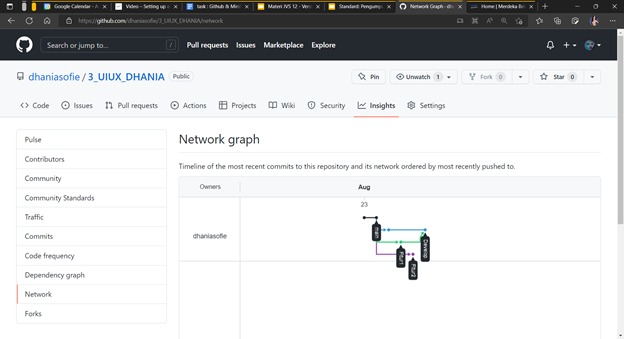 Google Calendar - A
Video – Setting up
task : Github & Mini
Materi IVS 12 - Versi
Standard: Pengump
Network Graph · dh
Home | Merdeka Be
https://github.com/dhaniasofie/3_UIUX_DHANIA/network
Search or jump to...
/
Pull requests Issues Marketplace Explore
dhaniasofie / 3_UIUX_DHANIA Public
Pin
Unwatch 1
Fork 0
Star 0
Code
Issues
Pull requests
Actions
Projects
Wiki
Security
Insights
Settings
Pulse
Contributors
Community
Community Standards
Traffic
Commits
Code frequency
Dependency graph
Network
Forks
Network graph
Timeline of the most recent commits to this repository and its network ordered by most recently pushed to.
Owners Aug
23
dhaniasofie
main
Develop
Fitur1
Fitur2